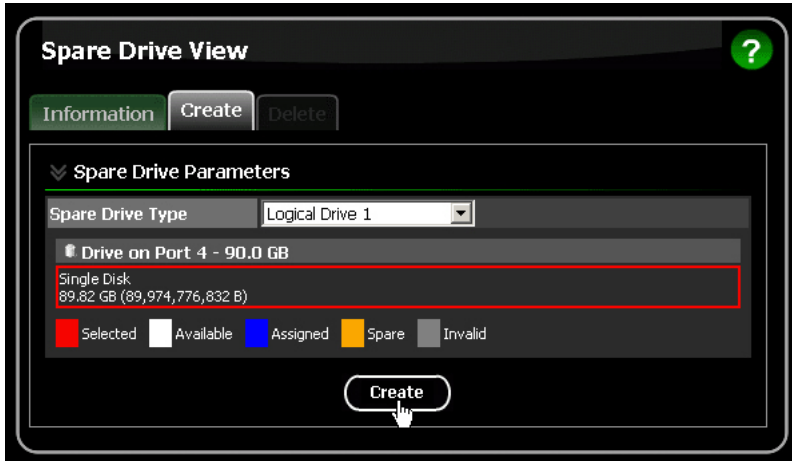 Spare Drive View
?
Information Create Delete
Spare Drive Parameters
Spare Drive Type Logical Drive 1
Drive on Port 4 - 90.0 GB
Single Disk
89.82 GB (89,974,776,832 B)
Selected Available Assigned Spare Invalid
Create